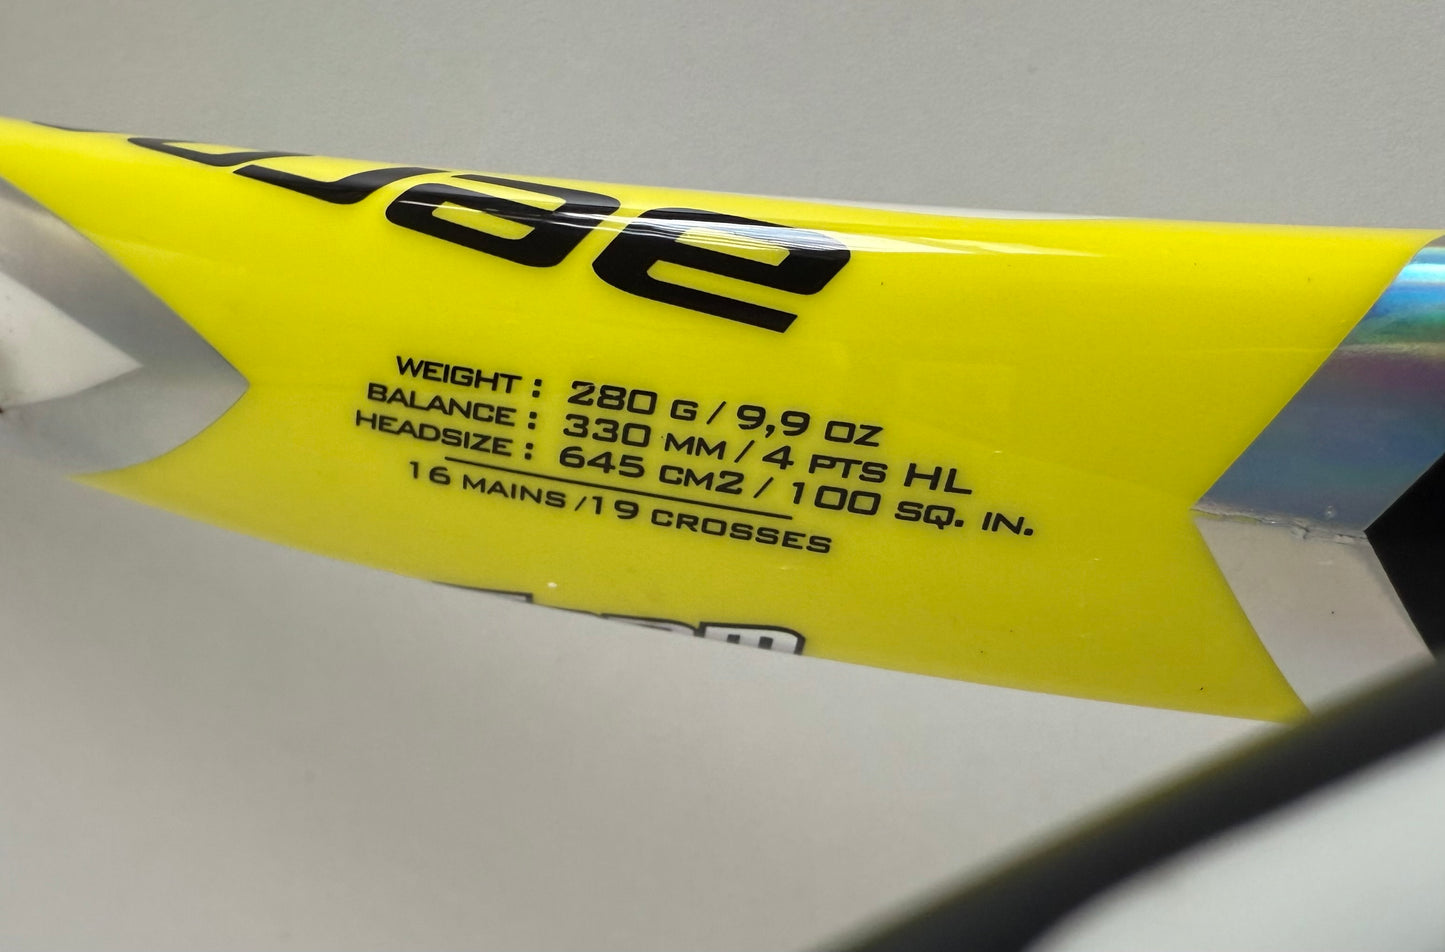 WEIGHT : 280 G / 9,9 OZ
BALANCE : 330 MM / 4 PTS HL
HEADSIZE : 645 CM2 / 100 SQ. IN.
16 MAINS /19 CROSSES